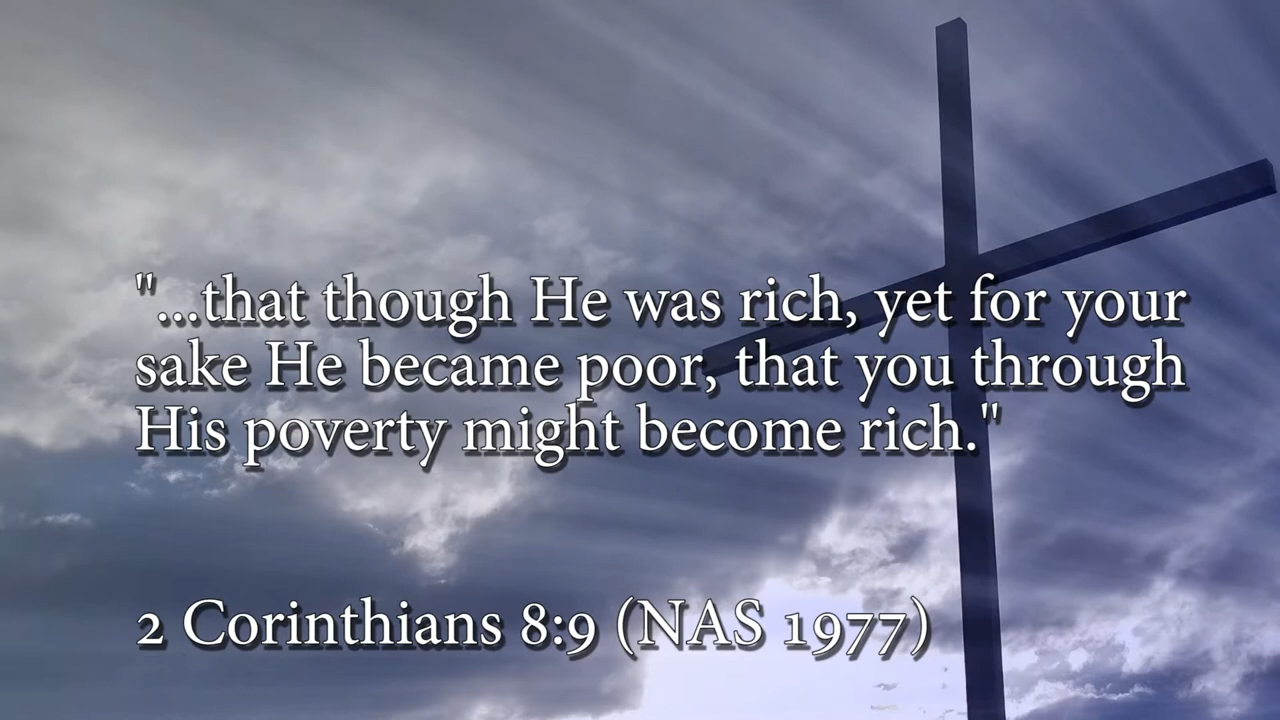 "...that though He was rich, yet for your
sake He became poor, that you through
His poverty might become rich."
2 Corinthians 8:9 (NAS 1977)